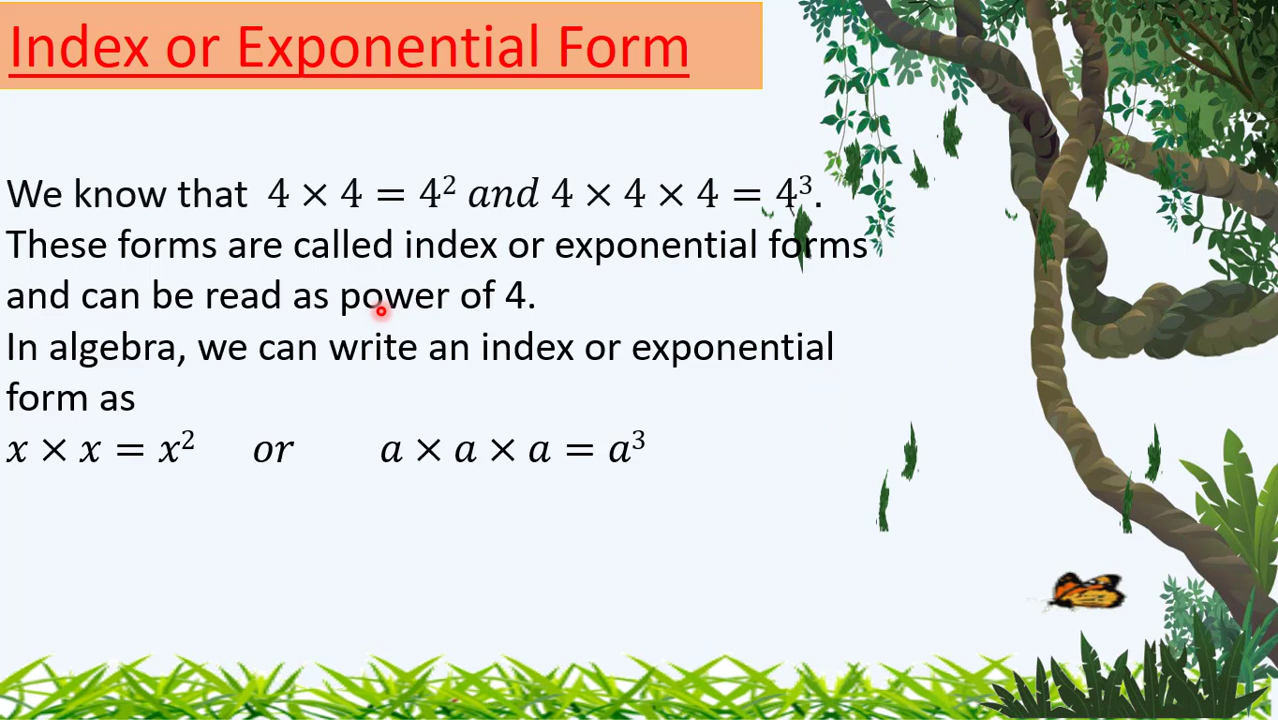 Index or Exponential Form
We know that 4 × 4 = 4² and 4 × 4 × 4 = 4³.
These forms are called index or exponential forms
and can be read as power of 4.
In algebra, we can write an index or exponential
form as
x × x = x² or a × a × a = a³